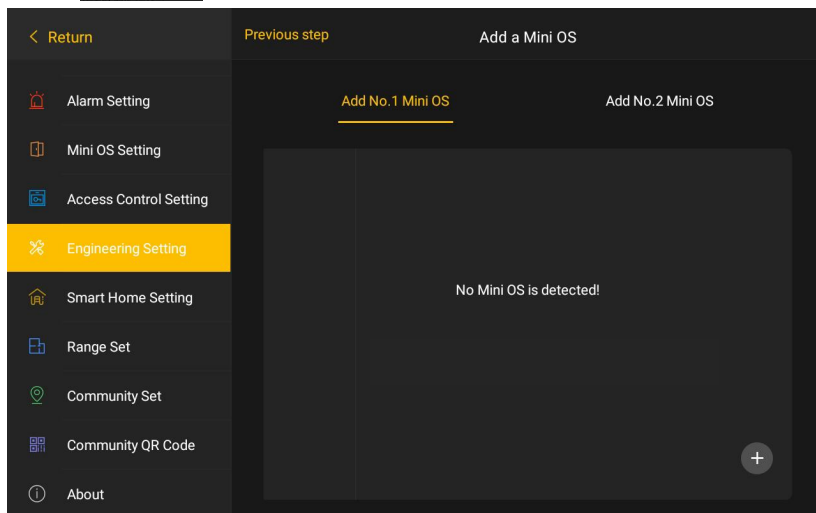 Return
Previous step
Add a Mini OS
Alarm Setting
Mini OS Setting
Access Control Setting
Engineering Setting
Smart Home Setting
Range Set
Community Set
Community QR Code
About
Add No.1 Mini OS
Add No.2 Mini OS
No Mini OS is detected!